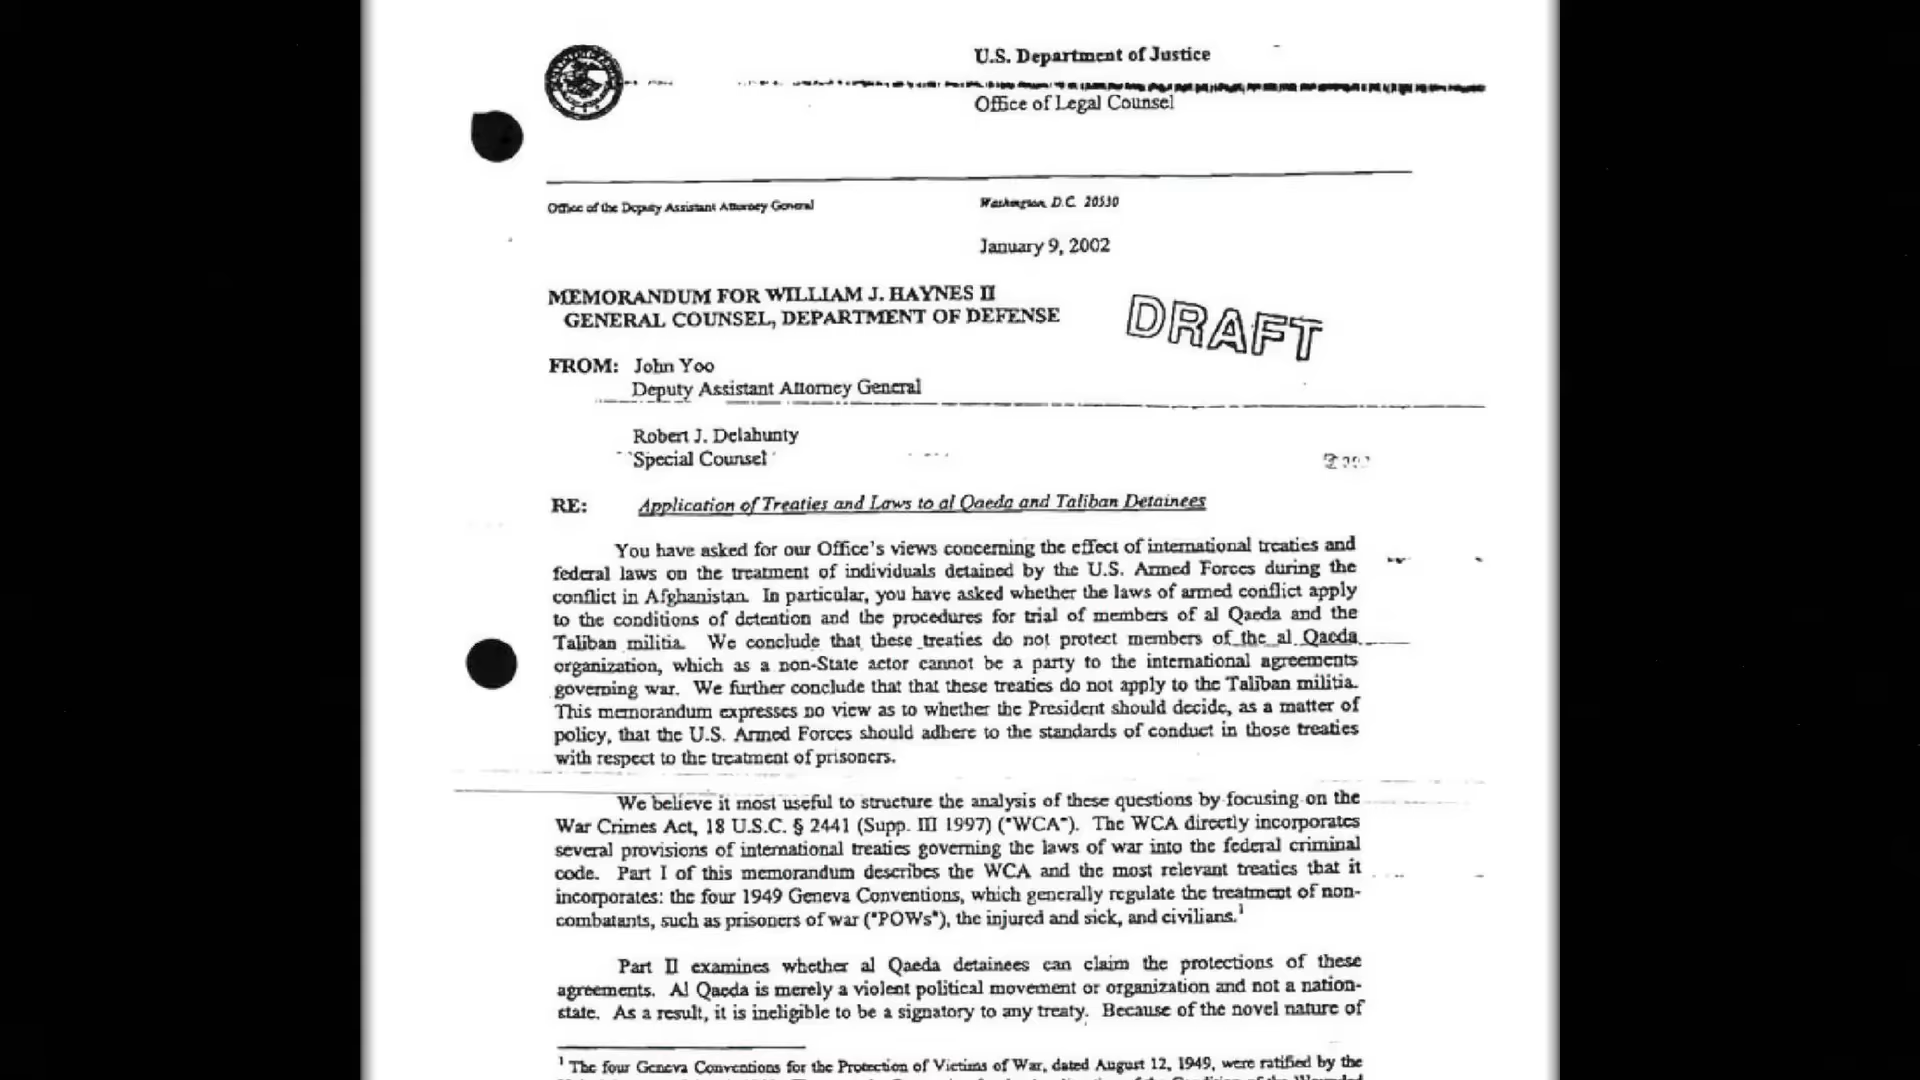 U.S. Department of Justice
Office of Legal Counsel
Office of the Deputy Assistant Attorney General
Washington, D.C. 20530
January 9, 2002
MEMORANDUM FOR WILLIAM J. HAYNES II
GENERAL COUNSEL, DEPARTMENT OF DEFENSE
DRAFT
FROM: John Yoo
Deputy Assistant Attorney General
Robert J. Delahunty
Special Counsel
RE: Application of Treaties and Laws to al Qaeda and Taliban Detainees
You have asked for our Office's views concerning the effect of international treaties and
federal laws on the treatment of individuals detained by the U.S. Armed Forces during the
conflict in Afghanistan. In particular, you have asked whether the laws of armed conflict apply
to the conditions of detention and the procedures for trial of members of al Qaeda and the
Taliban militia. We conclude that these treaties do not protect members of the al Qaeda
organization, which as a non-State actor cannot be a party to the international agreements
governing war. We further conclude that that these treaties do not apply to the Taliban militia.
This memorandum expresses no view as to whether the President should decide, as a matter of
policy, that the U.S. Armed Forces should adhere to the standards of conduct in those treaties
with respect to the treatment of prisoners.
We believe it most useful to structure the analysis of these questions by focusing on the
War Crimes Act, 18 U.S.C. § 2441 (Supp. III 1997) ("WCA"). The WCA directly incorporates
several provisions of international treaties governing the laws of war into the federal criminal
code. Part I of this memorandum describes the WCA and the most relevant treaties that it
incorporates: the four 1949 Geneva Conventions, which generally regulate the treatment of non-
combatants, such as prisoners of war ("POWs"), the injured and sick, and civilians.1
Part II examines whether al Qaeda detainees can claim the protections of these
agreements. Al Qaeda is merely a violent political movement or organization and not a nation-
state. As a result, it is ineligible to be a signatory to any treaty. Because of the novel nature of
1 The four Geneva Conventions for the Protection of Victims of War, dated August 12, 1949, were ratified by the